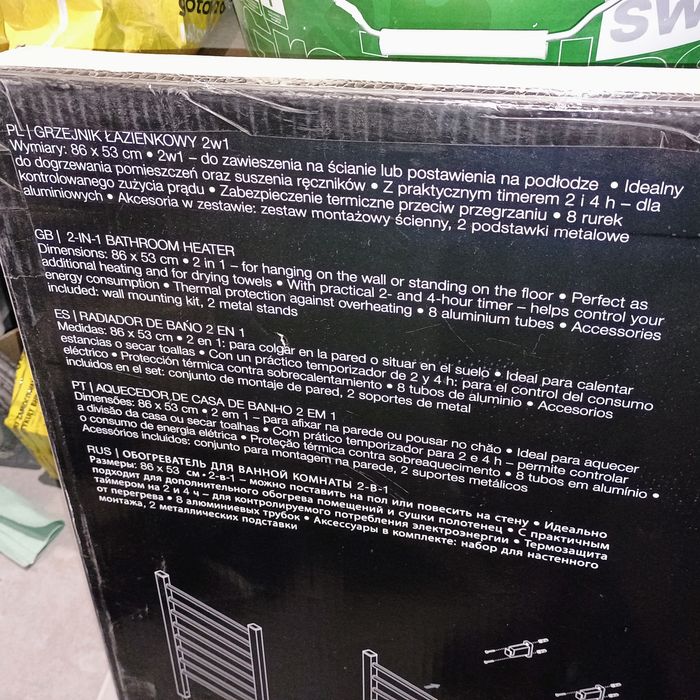 gotowa
SW
PL | GRZEJNIK ŁAZIENKOWY 2w1
Wymiary: 86 x 53 cm • 2w1 – do zawieszenia na ścianie lub postawienia na podłodze • Idealny
do dogrzewania pomieszczeń oraz suszenia ręczników • Z praktycznym timerem 2 i 4 h – dla
kontrolowanego zużycia prądu • Zabezpieczenie termiczne przeciw przegrzaniu • 8 rurek
aluminiowych • Akcesoria w zestawie: zestaw montażowy ścienny, 2 podstawki metalowe
GB | 2-IN-1 BATHROOM HEATER
Dimensions: 86 x 53 cm • 2 in 1 – for hanging on the wall or standing on the floor • Perfect as
additional heating and for drying towels • With practical 2- and 4-hour timer – helps control your
energy consumption • Thermal protection against overheating • 8 aluminium tubes • Accessories
included: wall mounting kit, 2 metal stands
ES | RADIADOR DE BAÑO 2 EN 1
Medidas: 86 x 53 cm • 2 en 1: para colgar en la pared o situar en el suelo • Ideal para calentar
estancias o secar toallas • Con un práctico temporizador de 2 y 4 h: para el control del consumo
eléctrico • Protección térmica contra sobrecalentamiento • 8 tubos de aluminio • Accesorios
incluidos en el set: conjunto de montaje de pared, 2 soportes de metal
PT | AQUECEDOR DE CASA DE BANHO 2 EM 1
Dimensões: 86 x 53 cm • 2 em 1 – para afixar na parede ou pousar no chão • Ideal para aquecer
a divisão da casa ou secar toalhas • Com prático temporizador para 2 e 4 h – permite controlar
o consumo de energia elétrica • Proteção térmica contra sobreaquecimento • 8 tubos em alumínio •
Acessórios incluídos: conjunto para montagem na parede, 2 suportes metálicos
RUS | ОБОГРЕВАТЕЛЬ ДЛЯ ВАННОЙ КОМНАТЫ 2-В-1
Размеры: 86 x 53 см • 2-в-1 – можно поставить на пол или повесить на стену • Идеально
подходит для дополнительного обогрева помещений и сушки полотенец • С практичным
таймером на 2 и 4 ч – для контролируемого потребления электроэнергии • Термозащита
от перегрева • 8 алюминиевых трубок • Аксессуары в комплекте: набор для настенного
монтажа, 2 металлических подставки